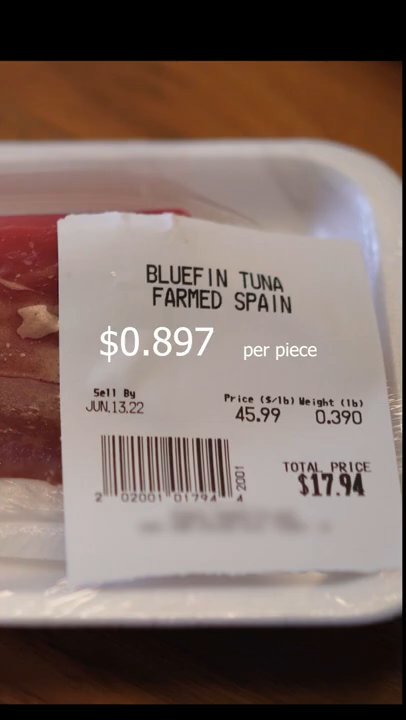 BLUEFIN TUNA
FARMED SPAIN
$0.897 per piece
Sell By
JUN.13.22
Price ($/lb) Weight (lb)
45.99 0.390
2 02001 01794 4
2001
TOTAL PRICE
$17.94